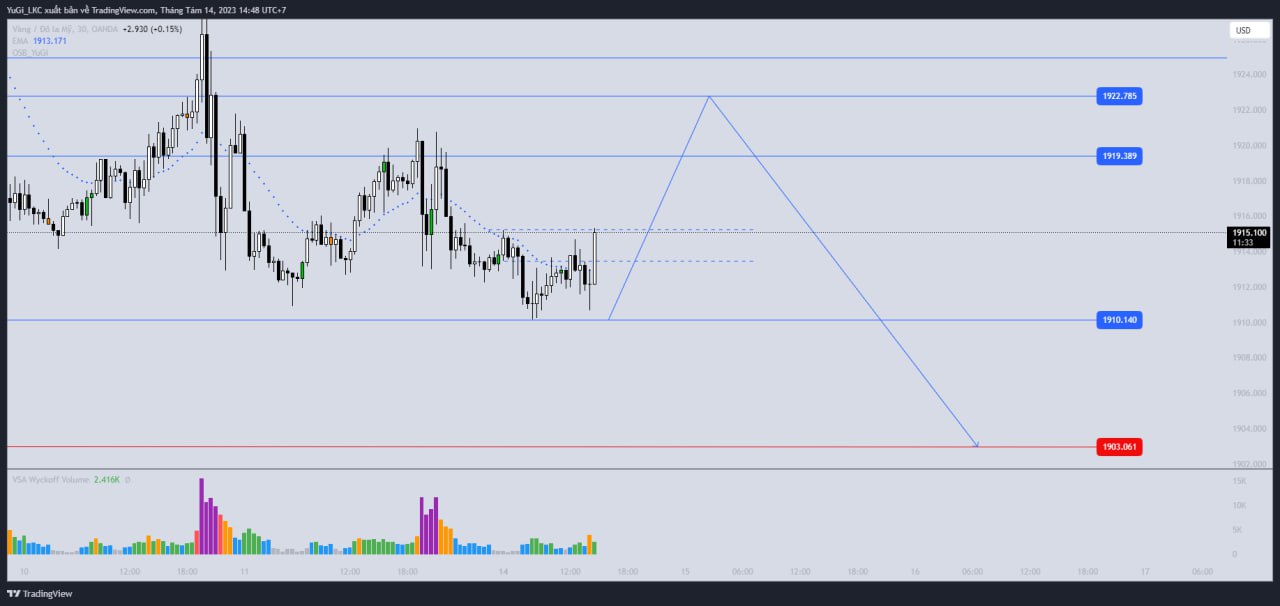 YuGi_LKC xuất bản về TradingView.com, Tháng Tám 14, 2023 14:48 UTC+7
Vàng / Đô la Mỹ, 30, OANDA +2.930 (+0.15%)
EMA 1913.171
OSB_YuGi
USD
1924.000
1922.785
1922.000
1920.000
1919.389
1918.000
1916.000
1915.100
11:33
1914.000
1912.000
1910.140
1910.000
1908.000
1906.000
1904.000
1903.061
1902.000
VSA Wyckoff Volume 2.416K Ø
15K
10K
5K
0
10 12:00 18:00 11 12:00 18:00 14 12:00 18:00 15 06:00 12:00 18:00 16 06:00 12:00 18:00 17 06:00
TradingView